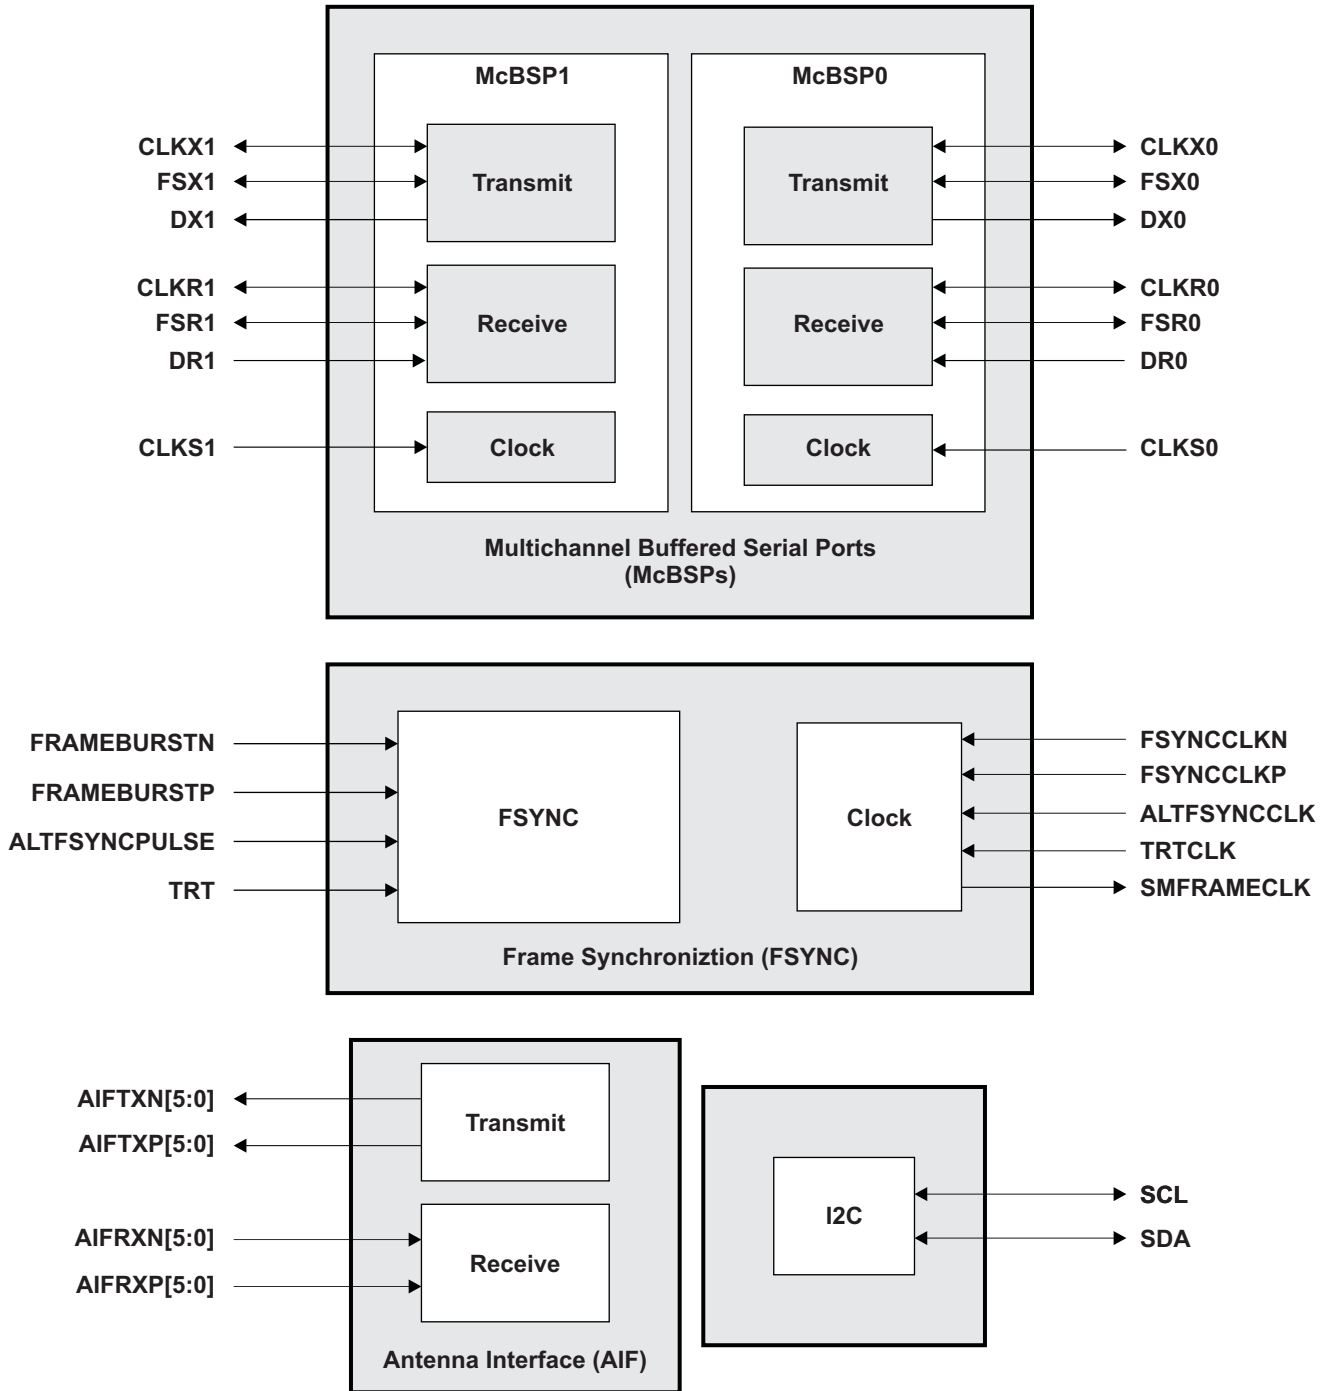 McBSP1
McBSP0
CLKX1
FSX1
DX1
Transmit
Transmit
CLKX0
FSX0
DX0
CLKR1
FSR1
DR1
Receive
Receive
CLKR0
FSR0
DR0
CLKS1
Clock
Clock
CLKS0
Multichannel Buffered Serial Ports
(McBSPs)
FRAMEBURSTN
FRAMEBURSTP
ALTFSYNCPULSE
TRT
FSYNC
Clock
FSYNCCLKN
FSYNCCLKP
ALTFSYNCCLK
TRTCLK
SMFRAMECLK
Frame Synchroniztion (FSYNC)
AIFTXN[5:0]
AIFTXP[5:0]
Transmit
AIFRXN[5:0]
AIFRXP[5:0]
Receive
Antenna Interface (AIF)
I2C
SCL
SDA